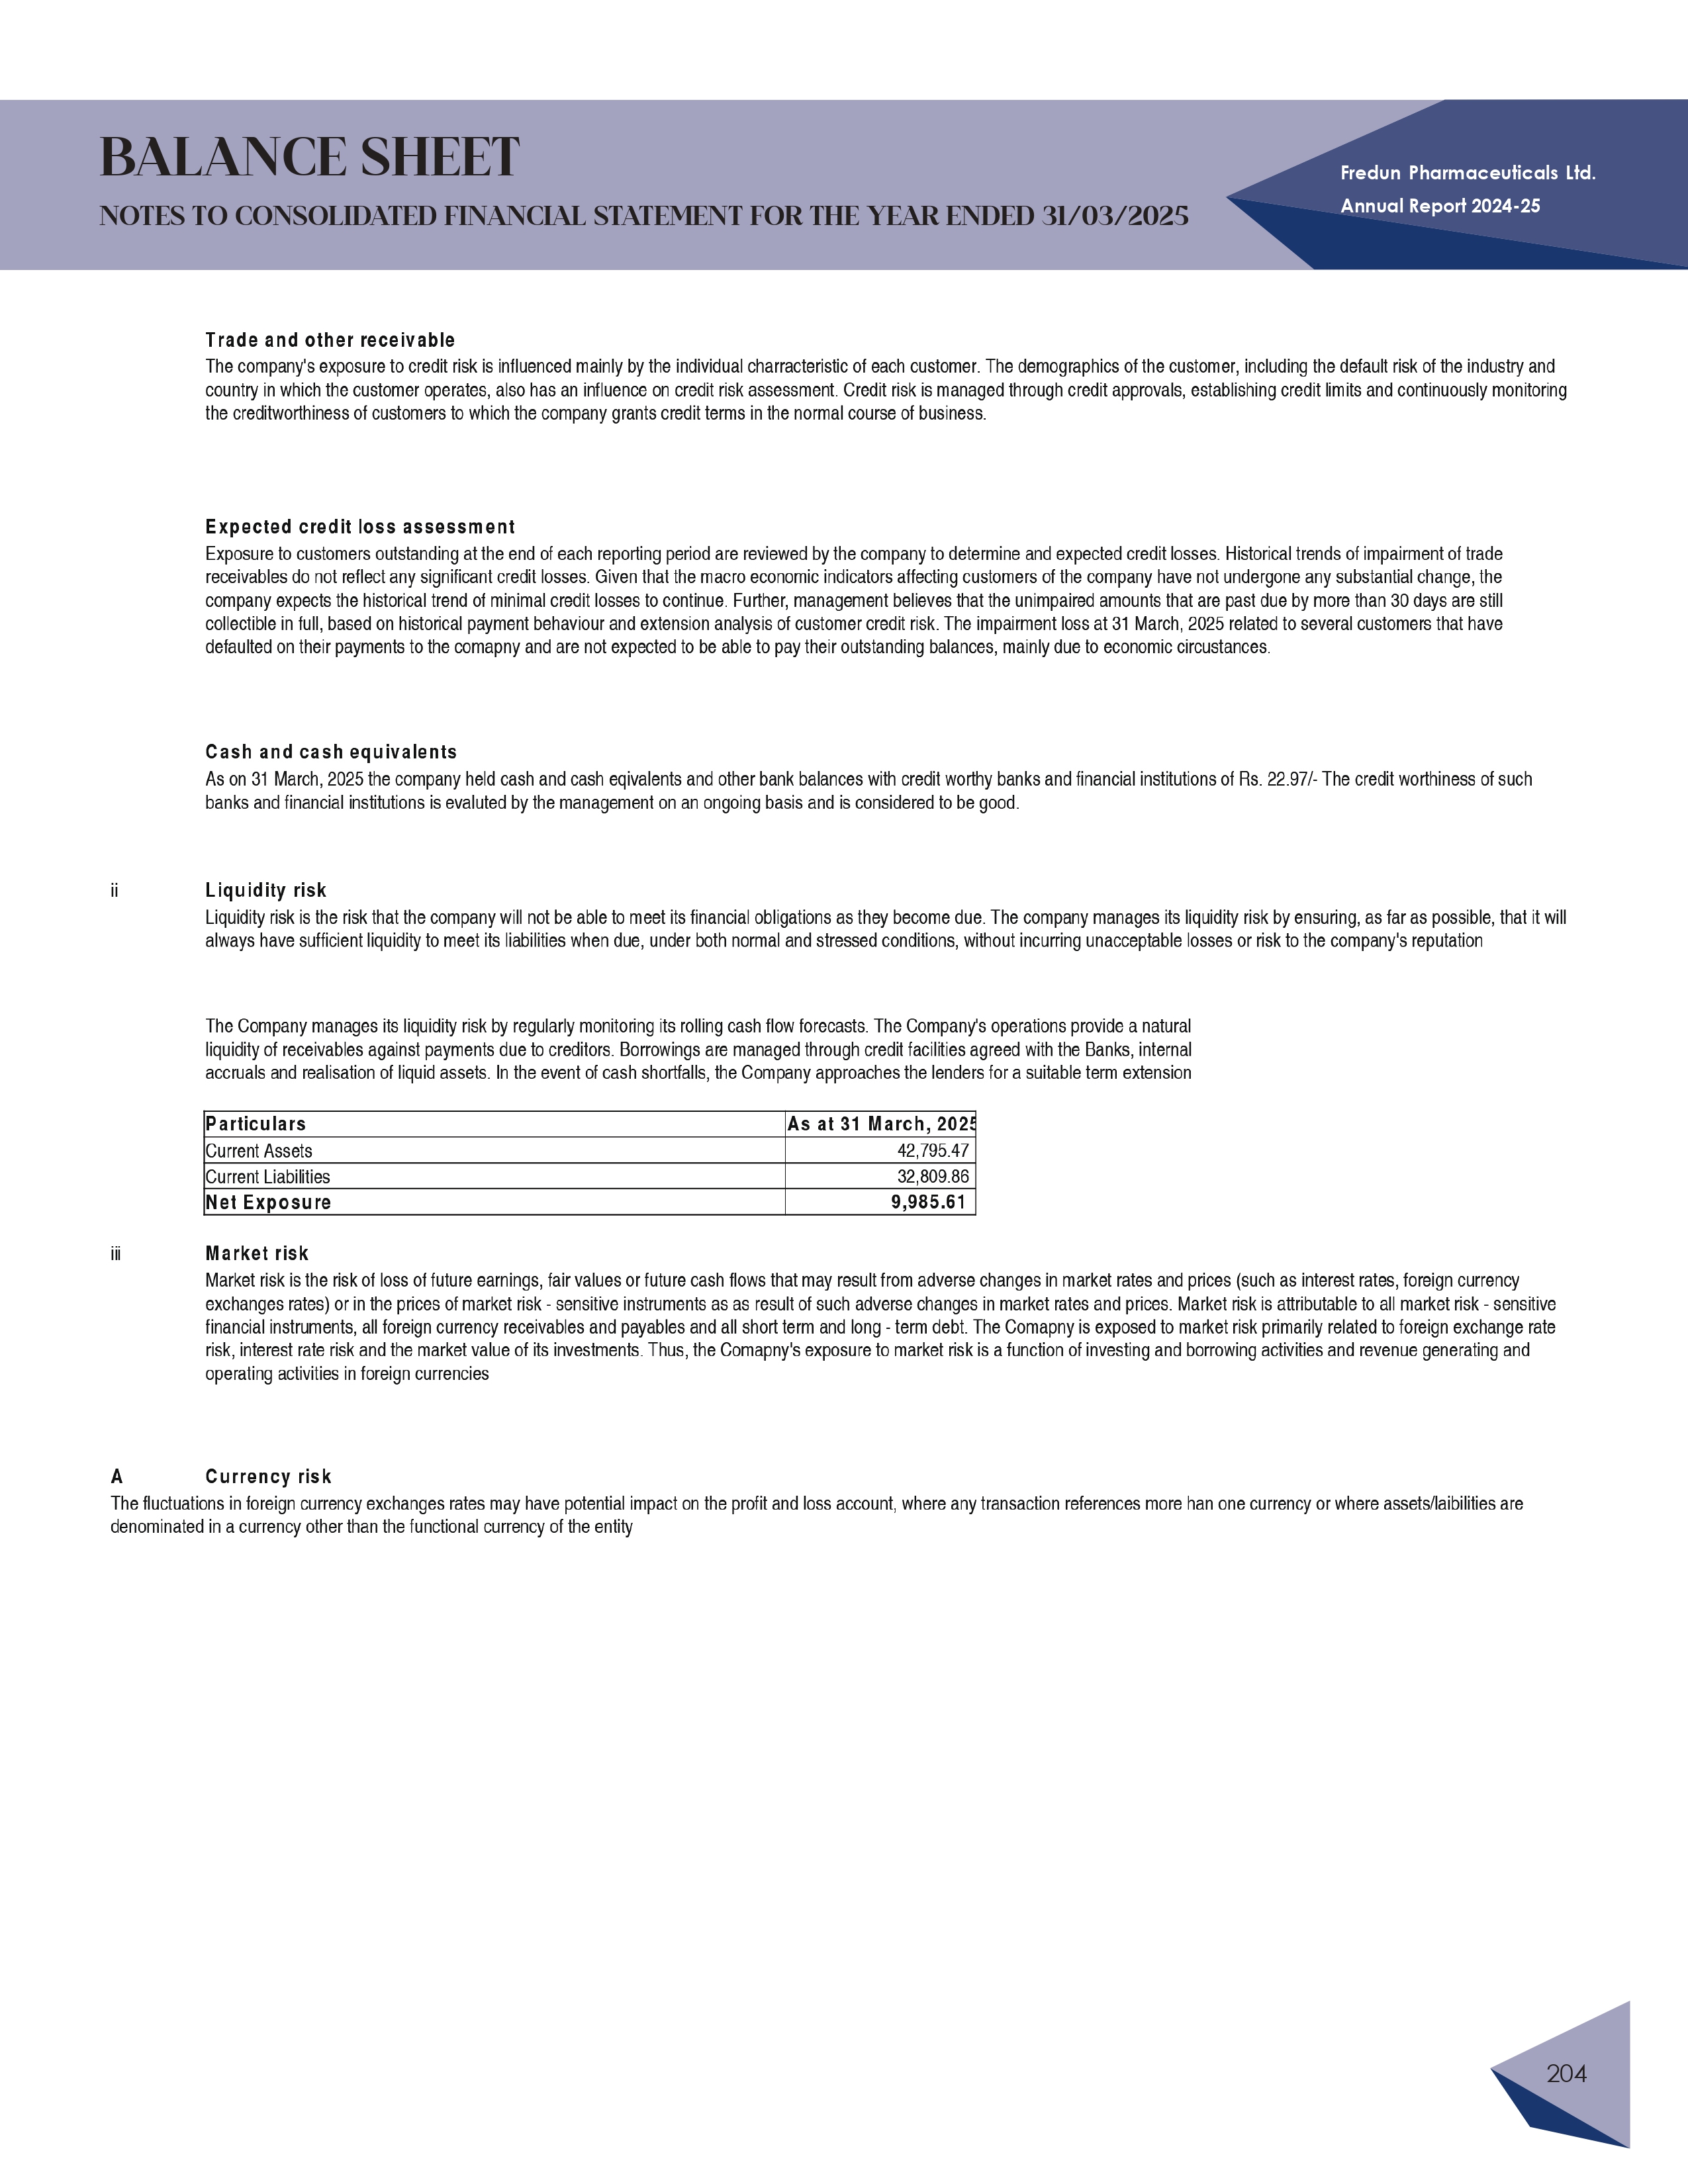 BALANCE SHEET
NOTES TO CONSOLIDATED FINANCIAL STATEMENT FOR THE YEAR ENDED 31/03/2025
Fredun Pharmaceuticals Ltd.
Annual Report 2024-25
Trade and other receivable
The company's exposure to credit risk is influenced mainly by the individual charracteristic of each customer. The demographics of the customer, including the default risk of the industry and
country in which the customer operates, also has an influence on credit risk assessment. Credit risk is managed through credit approvals, establishing credit limits and continuously monitoring
the creditworthiness of customers to which the company grants credit terms in the normal course of business.
Expected credit loss assessment
Exposure to customers outstanding at the end of each reporting period are reviewed by the company to determine and expected credit losses. Historical trends of impairment of trade
receivables do not reflect any significant credit losses. Given that the macro economic indicators affecting customers of the company have not undergone any substantial change, the
company expects the historical trend of minimal credit losses to continue. Further, management believes that the unimpaired amounts that are past due by more than 30 days are still
collectible in full, based on historical payment behaviour and extension analysis of customer credit risk. The impairment loss at 31 March, 2025 related to several customers that have
defaulted on their payments to the comapny and are not expected to be able to pay their outstanding balances, mainly due to economic circustances.
Cash and cash equivalents
As on 31 March, 2025 the company held cash and cash eqivalents and other bank balances with credit worthy banks and financial institutions of Rs. 22.97/- The credit worthiness of such
banks and financial institutions is evaluted by the management on an ongoing basis and is considered to be good.
ii Liquidity risk
Liquidity risk is the risk that the company will not be able to meet its financial obligations as they become due. The company manages its liquidity risk by ensuring, as far as possible, that it will
always have sufficient liquidity to meet its liabilities when due, under both normal and stressed conditions, without incurring unacceptable losses or risk to the company's reputation
The Company manages its liquidity risk by regularly monitoring its rolling cash flow forecasts. The Company's operations provide a natural
liquidity of receivables against payments due to creditors. Borrowings are managed through credit facilities agreed with the Banks, internal
accruals and realisation of liquid assets. In the event of cash shortfalls, the Company approaches the lenders for a suitable term extension
Particulars As at 31 March, 2025
Current Assets 42,795.47
Current Liabilities 32,809.86
Net Exposure 9,985.61
iii Market risk
Market risk is the risk of loss of future earnings, fair values or future cash flows that may result from adverse changes in market rates and prices (such as interest rates, foreign currency
exchanges rates) or in the prices of market risk - sensitive instruments as as result of such adverse changes in market rates and prices. Market risk is attributable to all market risk - sensitive
financial instruments, all foreign currency receivables and payables and all short term and long - term debt. The Comapny is exposed to market risk primarily related to foreign exchange rate
risk, interest rate risk and the market value of its investments. Thus, the Comapny's exposure to market risk is a function of investing and borrowing activities and revenue generating and
operating activities in foreign currencies
A Currency risk
The fluctuations in foreign currency exchanges rates may have potential impact on the profit and loss account, where any transaction references more han one currency or where assets/laibilities are
denominated in a currency other than the functional currency of the entity
204